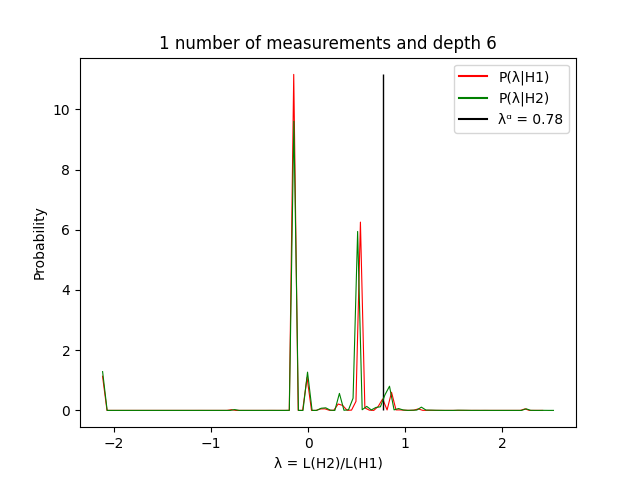 1 number of measurements and depth 6
P(λ|H1)
P(λ|H2)
λᵅ = 0.78
Probability
10
8
6
4
2
0
−2
−1
0
1
2
λ = L(H2)/L(H1)